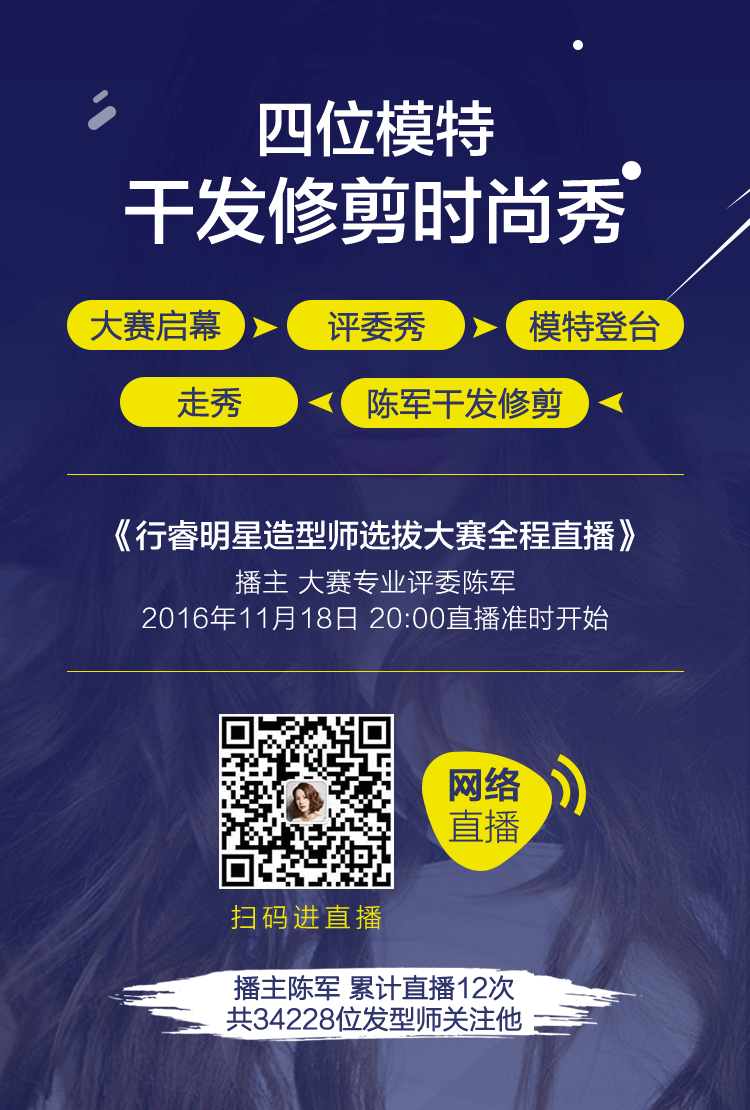 四位模特
干发修剪时尚秀
大赛启幕 评委秀 模特登台
走秀 陈军干发修剪
《行睿明星造型师选拔大赛全程直播》
播主 大赛专业评委陈军
2016年11月18日 20:00直播准时开始
网络
直播
扫码进直播
播主陈军 累计直播12次
共34228位发型师关注他